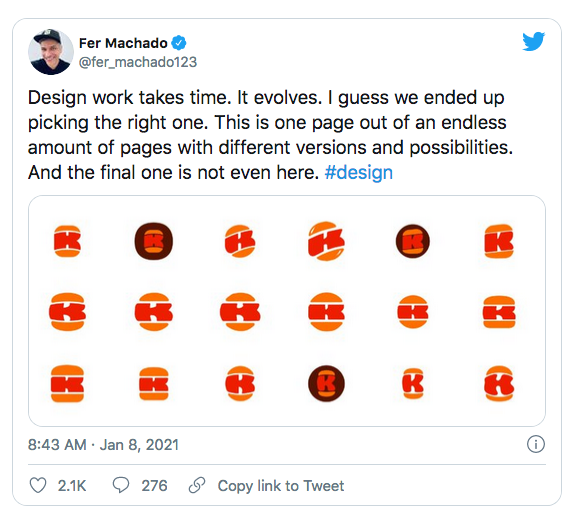 Fer Machado
@fer_machado123
Design work takes time. It evolves. I guess we ended up
picking the right one. This is one page out of an endless
amount of pages with different versions and possibilities.
And the final one is not even here. #design
K K K K K K
K K K K K K
K K K K K K
8:43 AM · Jan 8, 2021
2.1K 276 Copy link to Tweet